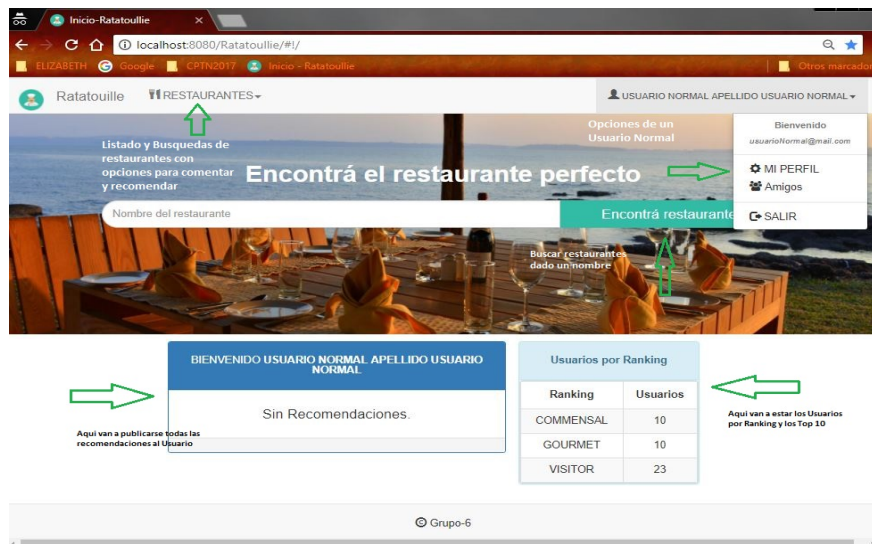 Inicio-Ratatoullie
localhost:8080/Ratatoullie/#!/
ELIZABETH Google CPTN2017 Inicio - Ratatoullie Otros marcador
Ratatouille RESTAURANTES USUARIO NORMAL APELLIDO USUARIO NORMAL
Listado y Busquedas de
restaurantes con
opciones para comentar
y recomendar
Opciones de un
Usuario Normal
Bienvenido
usuarioNormal@mail.com
MI PERFIL
Amigos
SALIR
Encontrá el restaurante perfecto
Nombre del restaurante
Encontrá restaurante
Buscar restaurantes
dado un nombre
BIENVENIDO USUARIO NORMAL APELLIDO USUARIO
NORMAL
Sin Recomendaciones.
Aqui van a publicarse todas las
recomendaciones al Usuario
Usuarios por Ranking
Ranking Usuarios
COMMENSAL 10
GOURMET 10
VISITOR 23
Aqui van a estar los Usuarios
por Ranking y los Top 10
© Grupo-6